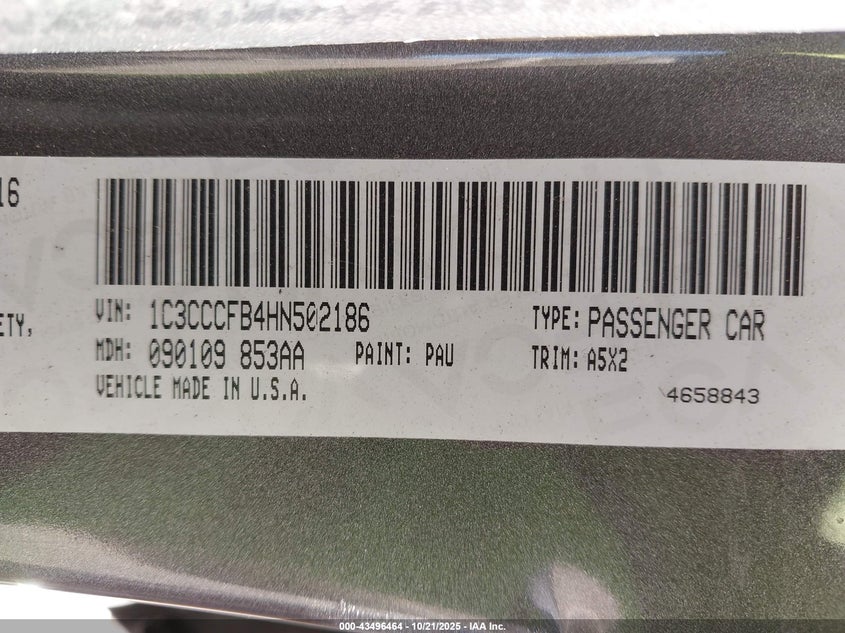 16
ETY,
VIN: 1C3CCCFB4HN502186 TYPE: PASSENGER CAR
MDH: 090109 853AA PAINT: PAU TRIM: A5X2
VEHICLE MADE IN U.S.A. 4658843
000-43496464 - 10/21/2025 - IAA Inc.